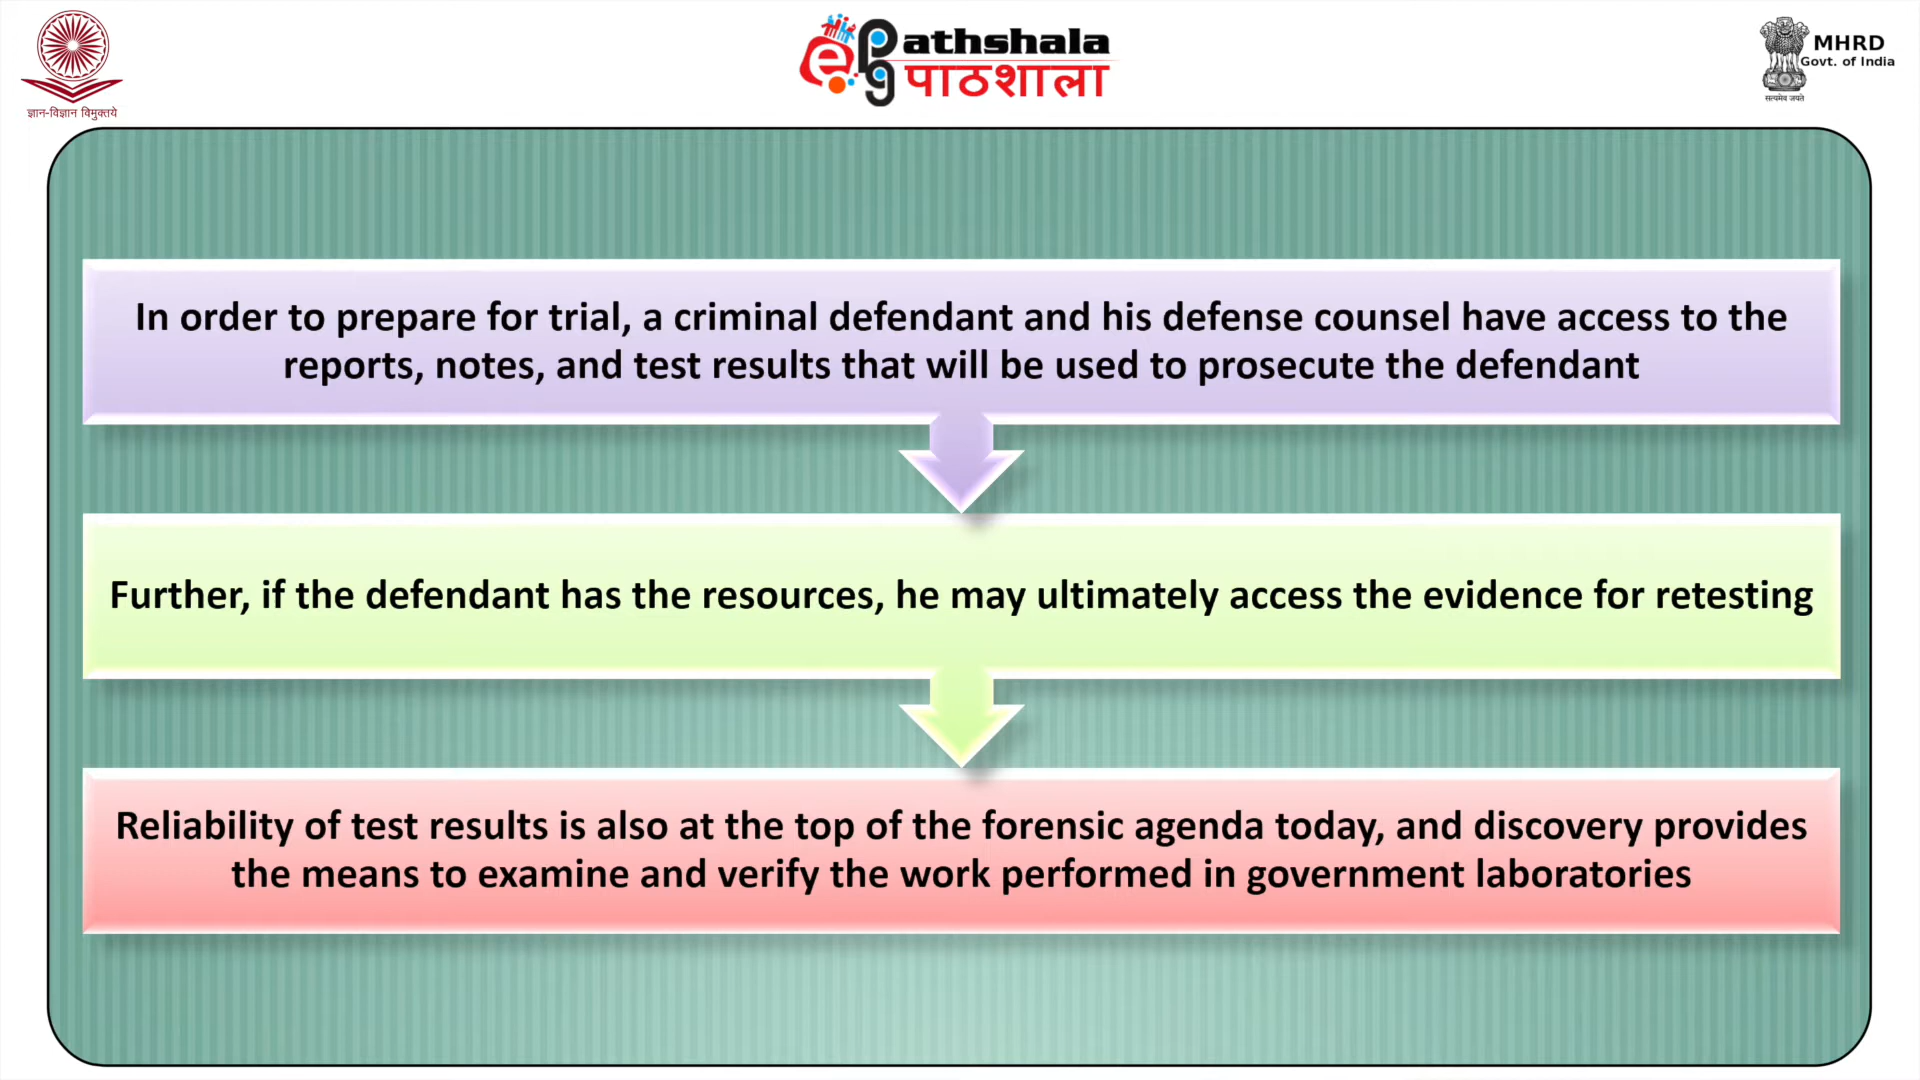 ज्ञान-विज्ञान विमुक्तये
e
pg
athshala
पाठशाला
MHRD
Govt. of India
सत्यमेव जयते
In order to prepare for trial, a criminal defendant and his defense counsel have access to the
reports, notes, and test results that will be used to prosecute the defendant
Further, if the defendant has the resources, he may ultimately access the evidence for retesting
Reliability of test results is also at the top of the forensic agenda today, and discovery provides
the means to examine and verify the work performed in government laboratories